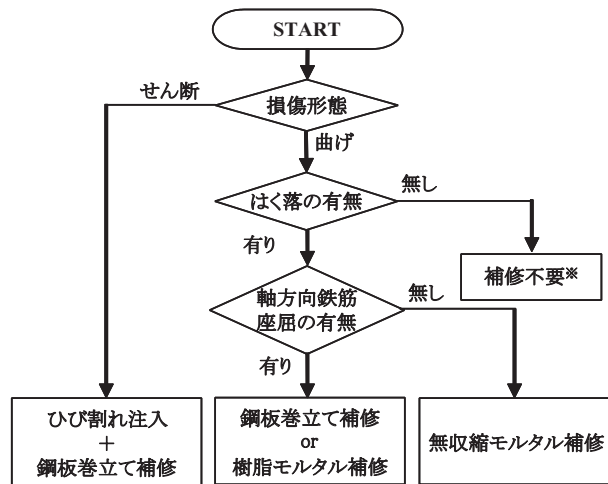 START
せん断
損傷形態
曲げ
はく落の有無
無し
有り
補修不要※
軸方向鉄筋
座屈の有無
無し
有り
ひび割れ注入
+
鋼板巻立て補修
鋼板巻立て補修
or
樹脂モルタル補修
無収縮モルタル補修